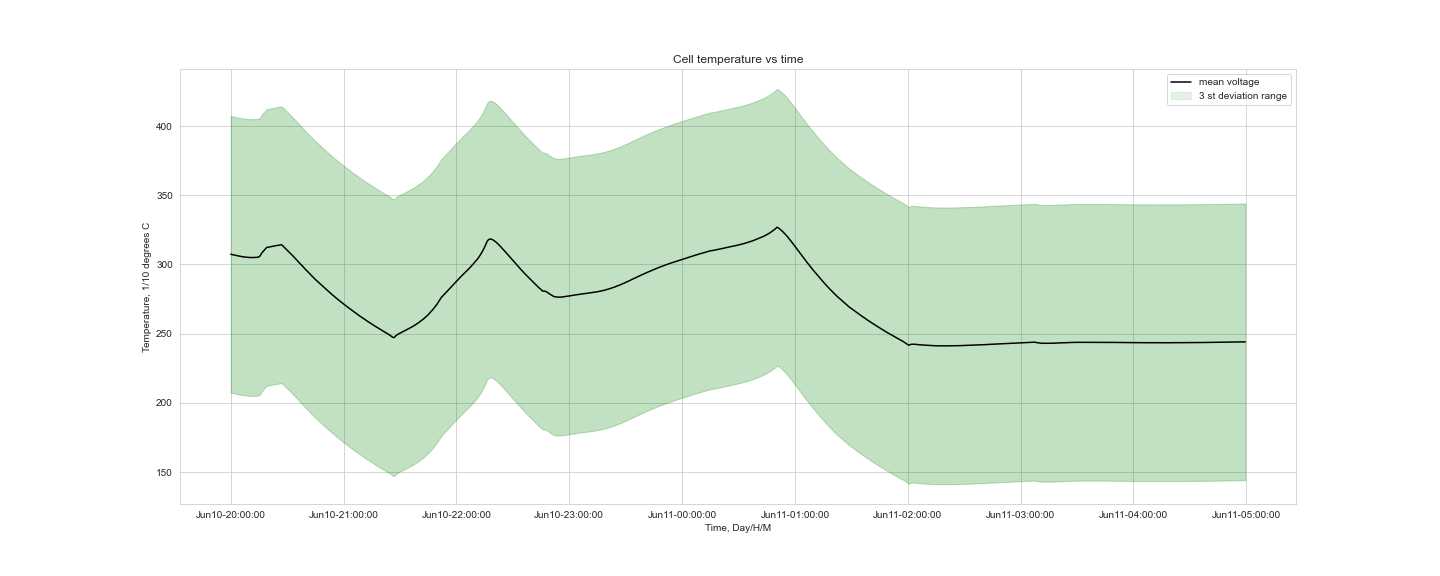 Cell temperature vs time
mean voltage
3 st deviation range
Temperature, 1/10 degrees C
400
350
300
250
200
150
Jun10-20:00:00 Jun10-21:00:00 Jun10-22:00:00 Jun10-23:00:00 Jun11-00:00:00 Jun11-01:00:00 Jun11-02:00:00 Jun11-03:00:00 Jun11-04:00:00 Jun11-05:00:00
Time, Day/H/M